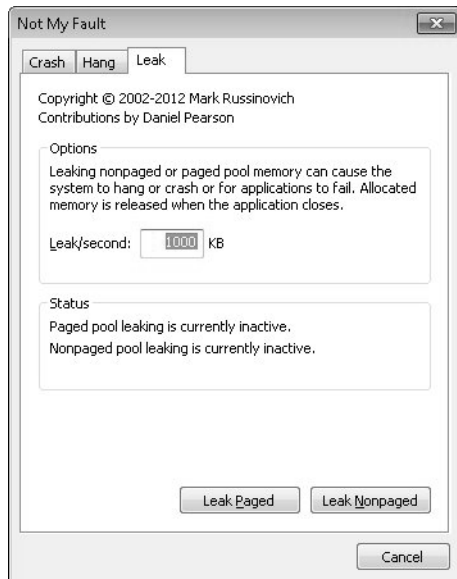 Not My Fault
Crash Hang Leak
Copyright © 2002-2012 Mark Russinovich
Contributions by Daniel Pearson
Options
Leaking nonpaged or paged pool memory can cause the
system to hang or crash or for applications to fail. Allocated
memory is released when the application closes.
Leak/second: 1000 KB
Status
Paged pool leaking is currently inactive.
Nonpaged pool leaking is currently inactive.
Leak Paged Leak Nonpaged
Cancel